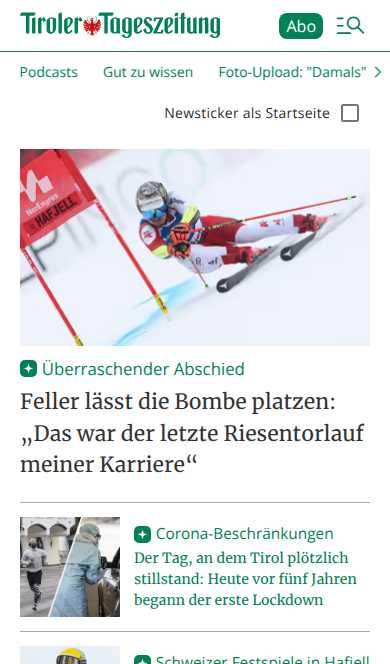 Tiroler Tageszeitung
Abo
Podcasts Gut zu wissen Foto-Upload: "Damals"
Newsticker als Startseite
HAFJELL
Überraschender Abschied
Feller lässt die Bombe platzen:
„Das war der letzte Riesentorlauf
meiner Karriere“
Corona-Beschränkungen
Der Tag, an dem Tirol plötzlich
stillstand: Heute vor fünf Jahren
begann der erste Lockdown
Schweizer Festspiele in Hafjell